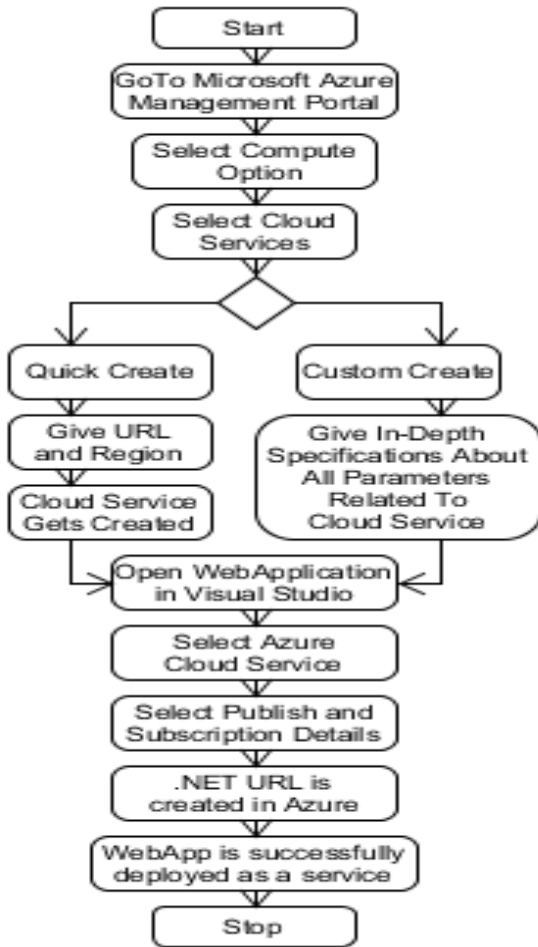 Start
GoTo Microsoft Azure
Management Portal
Select Compute
Option
Select Cloud
Services
Quick Create
Give URL
and Region
Cloud Service
Gets Created
Custom Create
Give In-Depth
Specifications About
All Parameters
Related To
Cloud Service
Open WebApplication
in Visual Studio
Select Azure
Cloud Service
Select Publish and
Subscription Details
.NET URL is
created in Azure
WebApp is successfully
deployed as a service
Stop